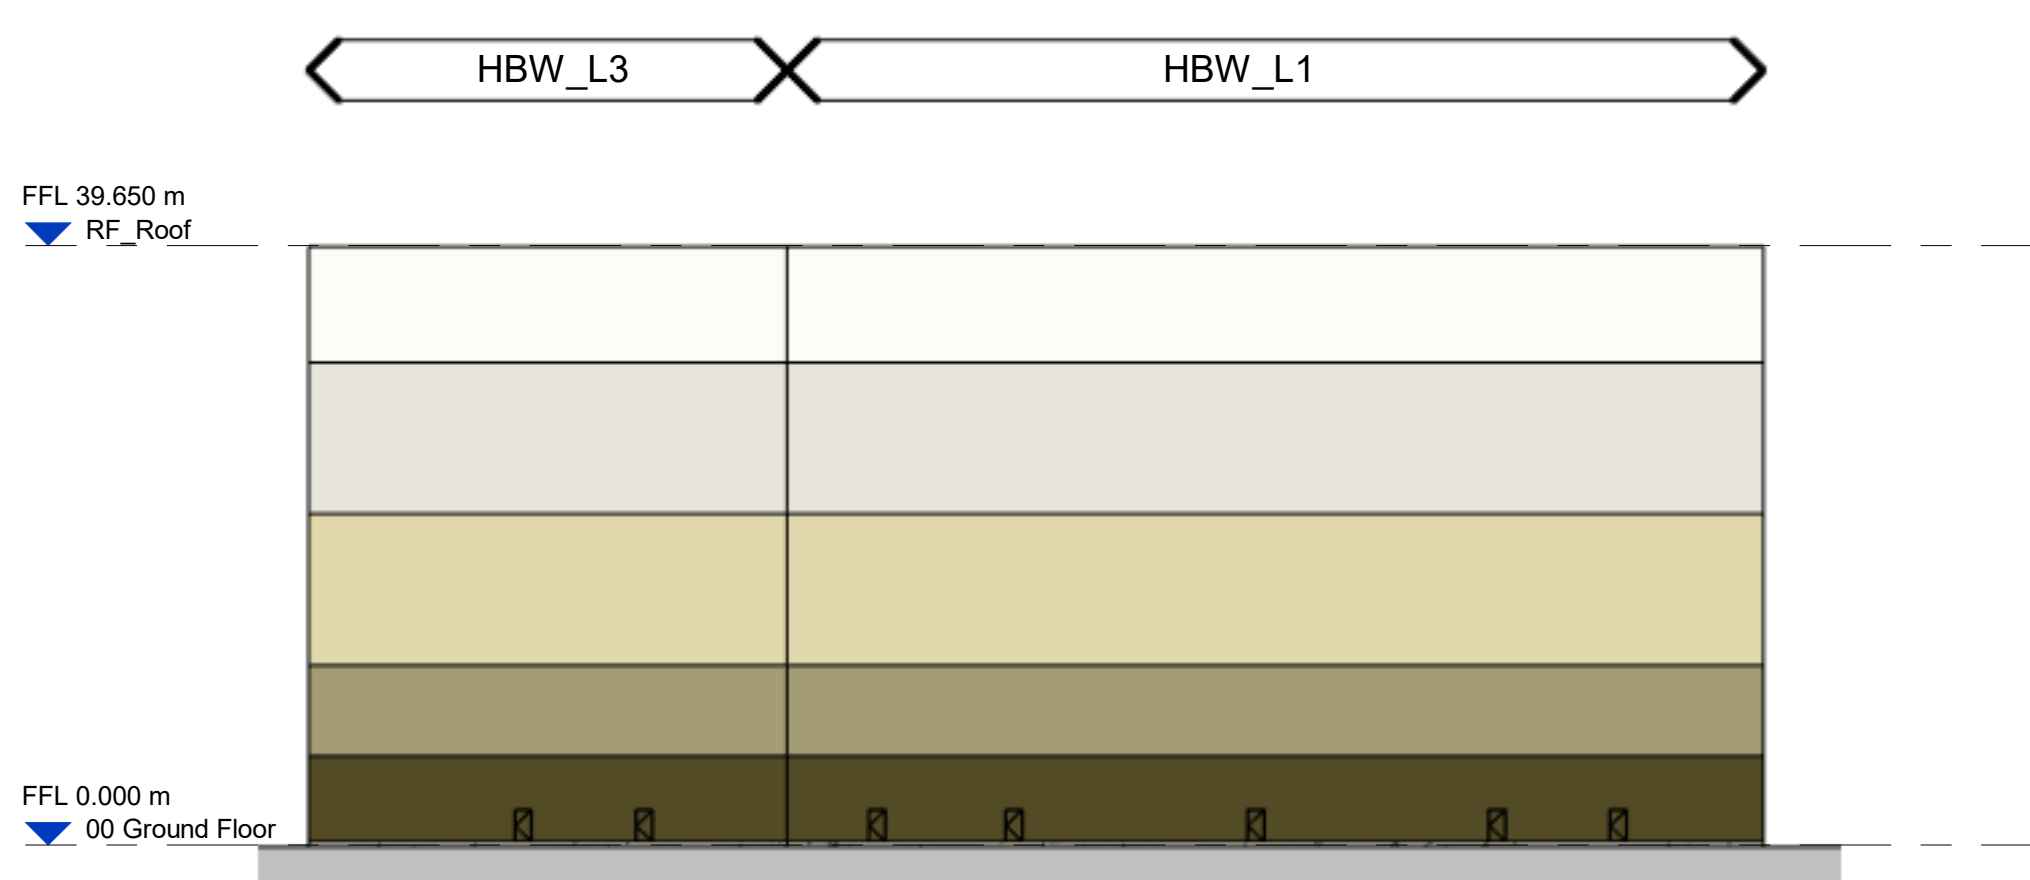 HBW_L3
HBW_L1
FFL 39.650 m
RF_Roof
FFL 0.000 m
00 Ground Floor